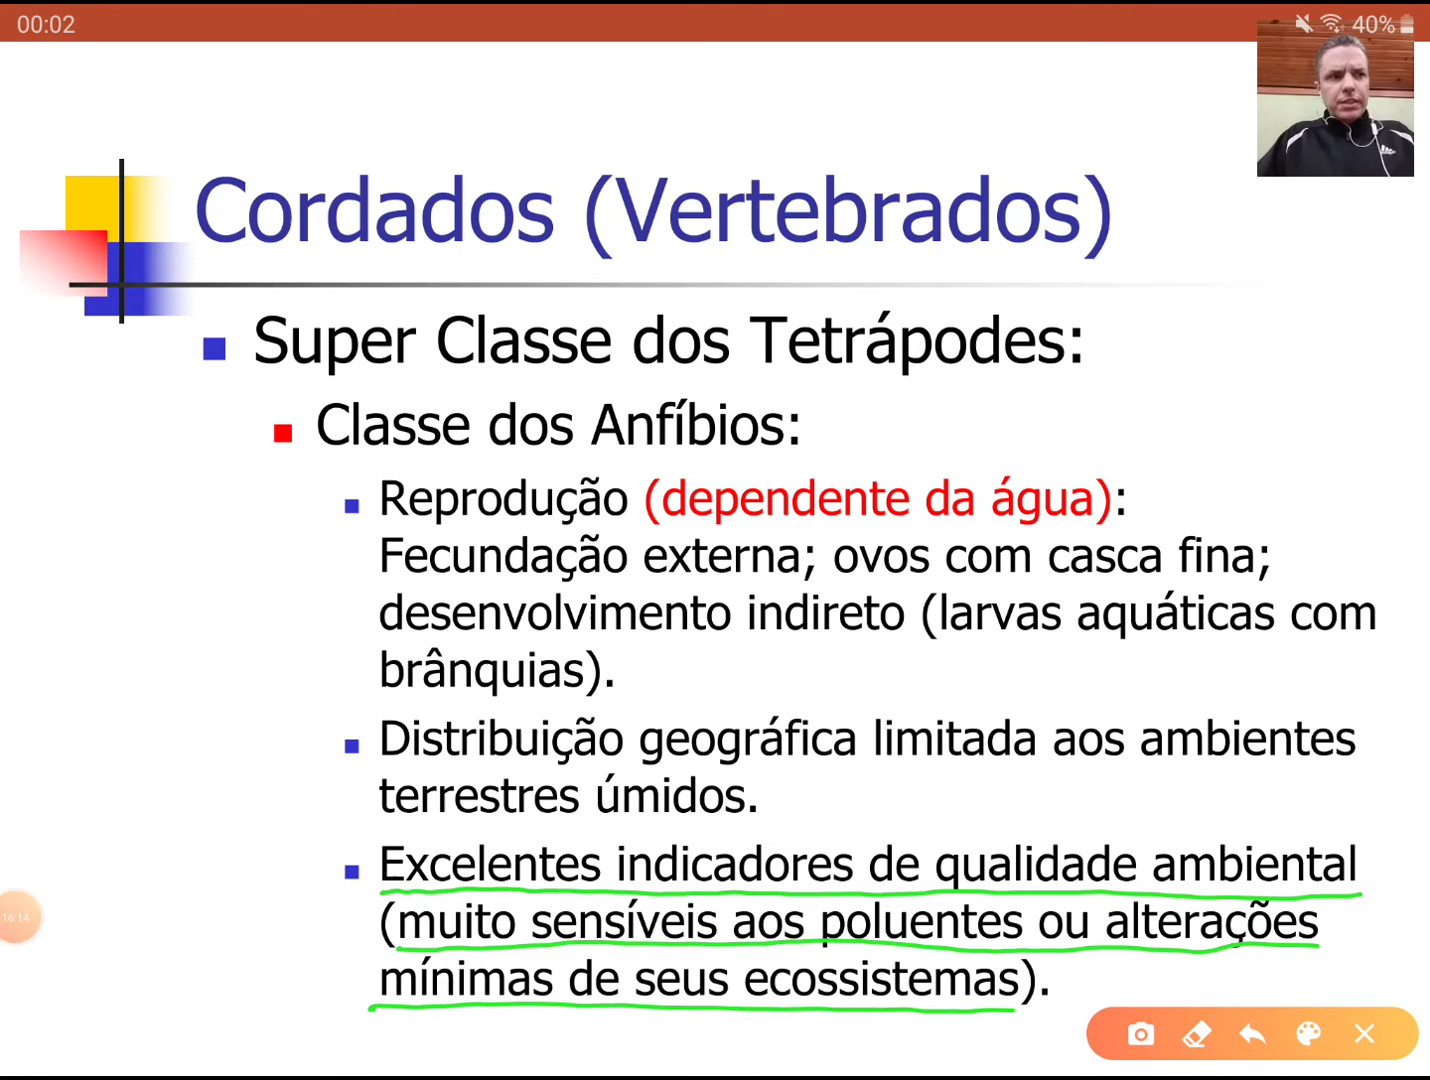 00:02
40%
Cordados (Vertebrados)
Super Classe dos Tetrápodes:
Classe dos Anfíbios:
Reprodução (dependente da água):
Fecundação externa; ovos com casca fina;
desenvolvimento indireto (larvas aquáticas com
brânquias).
Distribuição geográfica limitada aos ambientes
terrestres úmidos.
Excelentes indicadores de qualidade ambiental
(muito sensíveis aos poluentes ou alterações
mínimas de seus ecossistemas).
16:14